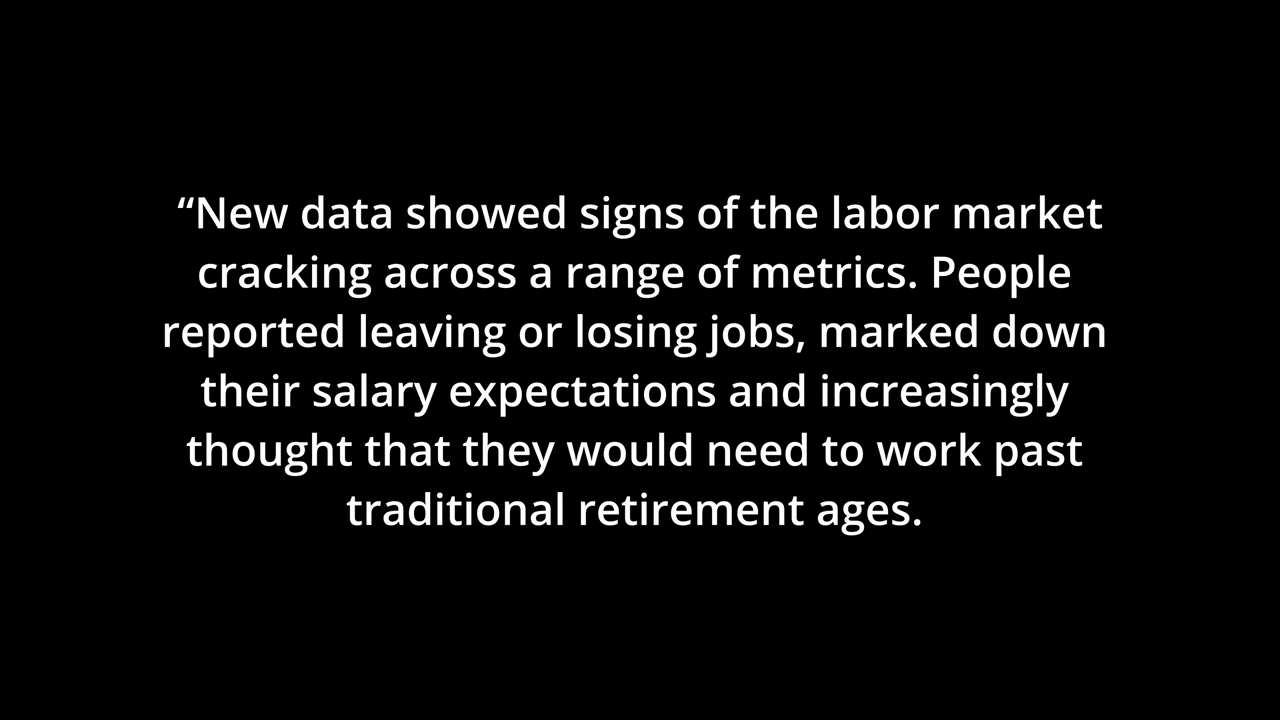 “New data showed signs of the labor market
cracking across a range of metrics. People
reported leaving or losing jobs, marked down
their salary expectations and increasingly
thought that they would need to work past
traditional retirement ages.